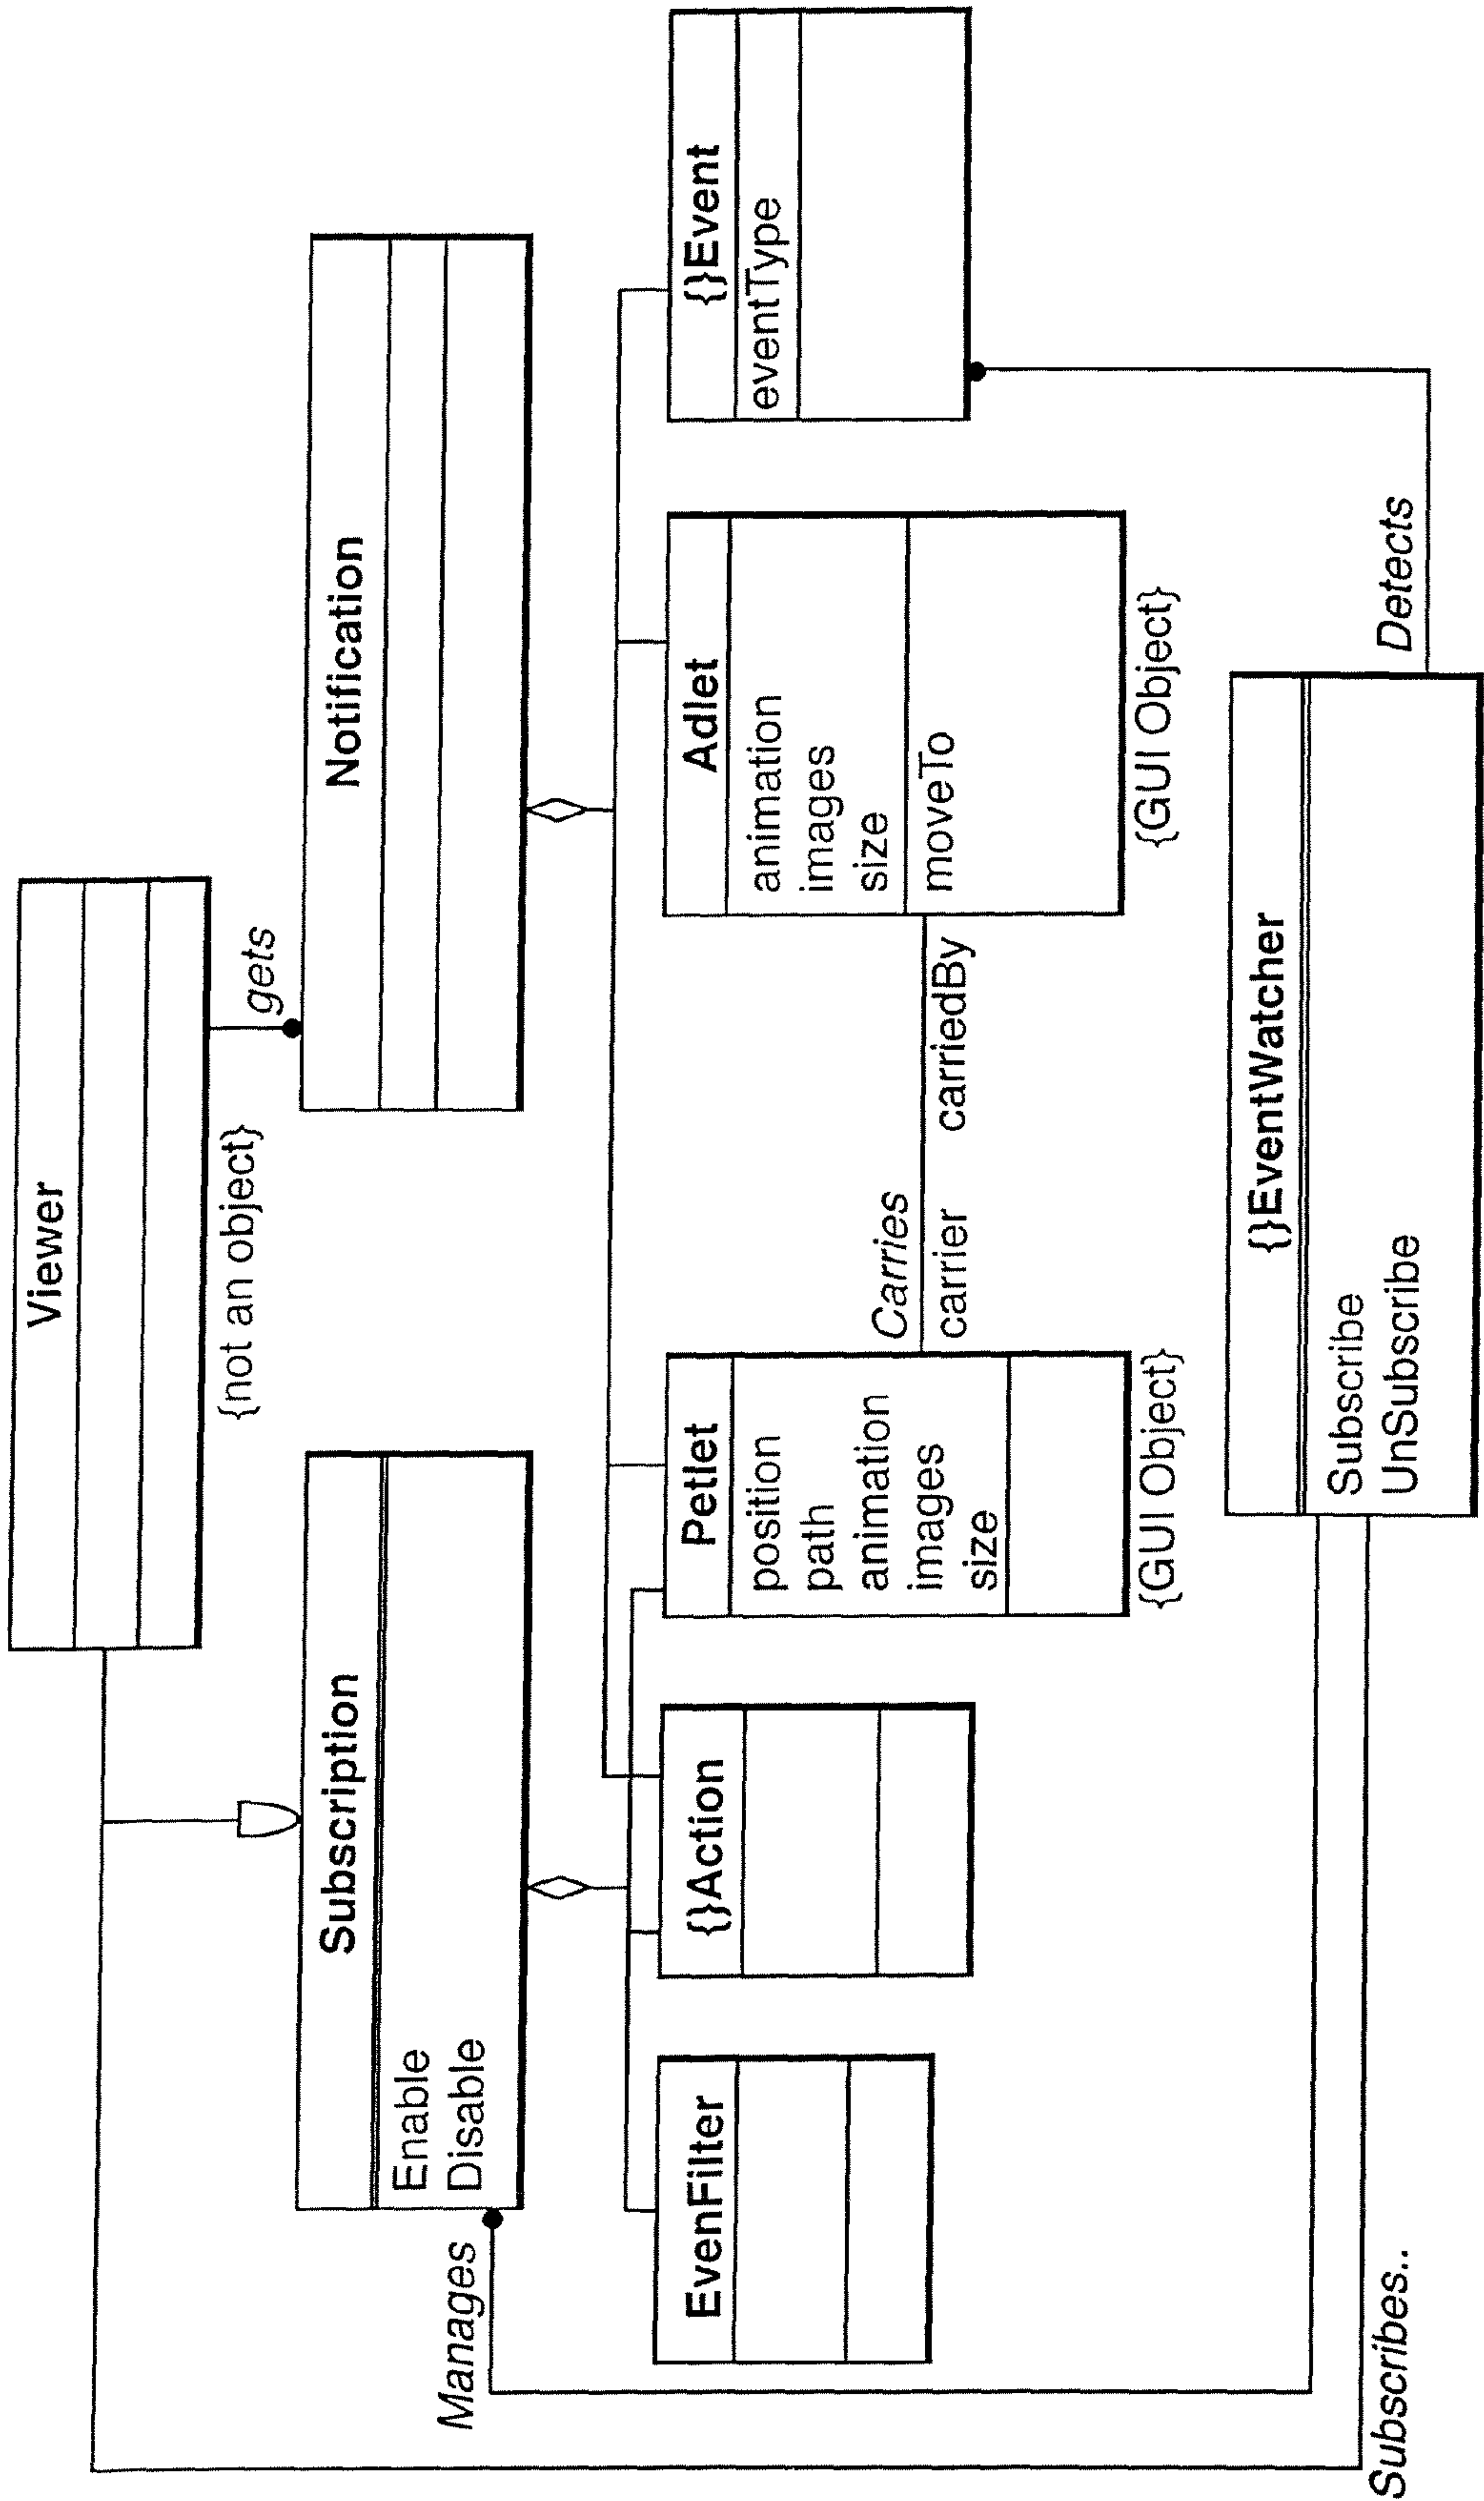 Viewer
{not an object}
gets
Subscription
Enable
Disable
Notification
Manages
EvenFilter
{}Action
Petlet
position
path
animation
images
size
{GUI Object}
Carries
carrier
carriedBy
Adlet
animation
images
size
moveTo
{GUI Object}
{}Event
eventType
{}EventWatcher
Subscribe
UnSubscribe
Detects
Subscribes..